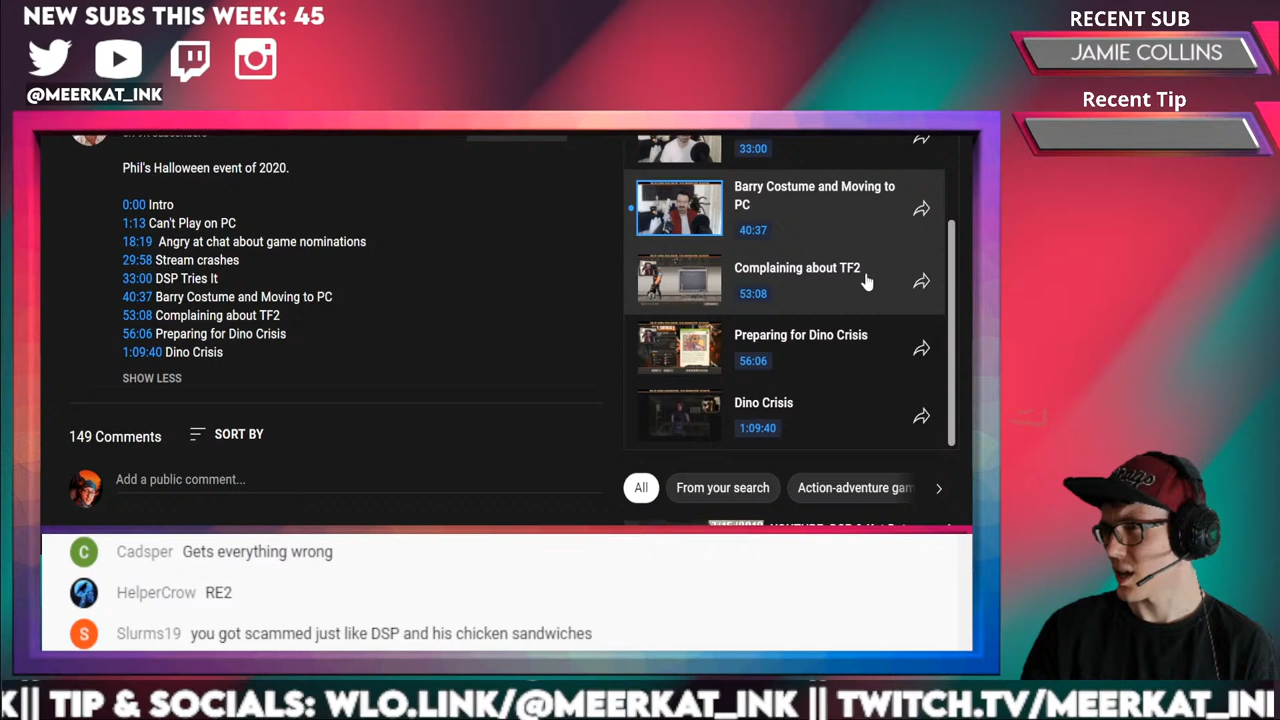 NEW SUBS THIS WEEK: 45
@MEERKAT_INK
RECENT SUB
JAMIE COLLINS
Recent Tip
Phil's Halloween event of 2020.
0:00 Intro
1:13 Can't Play on PC
18:19 Angry at chat about game nominations
29:58 Stream crashes
33:00 DSP Tries It
40:37 Barry Costume and Moving to PC
53:08 Complaining about TF2
56:06 Preparing for Dino Crisis
1:09:40 Dino Crisis
SHOW LESS
149 Comments
SORT BY
Add a public comment...
33:00
Barry Costume and Moving to
PC
40:37
Complaining about TF2
53:08
Preparing for Dino Crisis
56:06
Dino Crisis
1:09:40
All From your search Action-adventure gam
C Cadsper Gets everything wrong
HelperCrow RE2
S Slurms19 you got scammed just like DSP and his chicken sandwiches
K|| TIP & SOCIALS: WLO.LINK/@MEERKAT_INK || TWITCH.TV/MEERKAT_INI